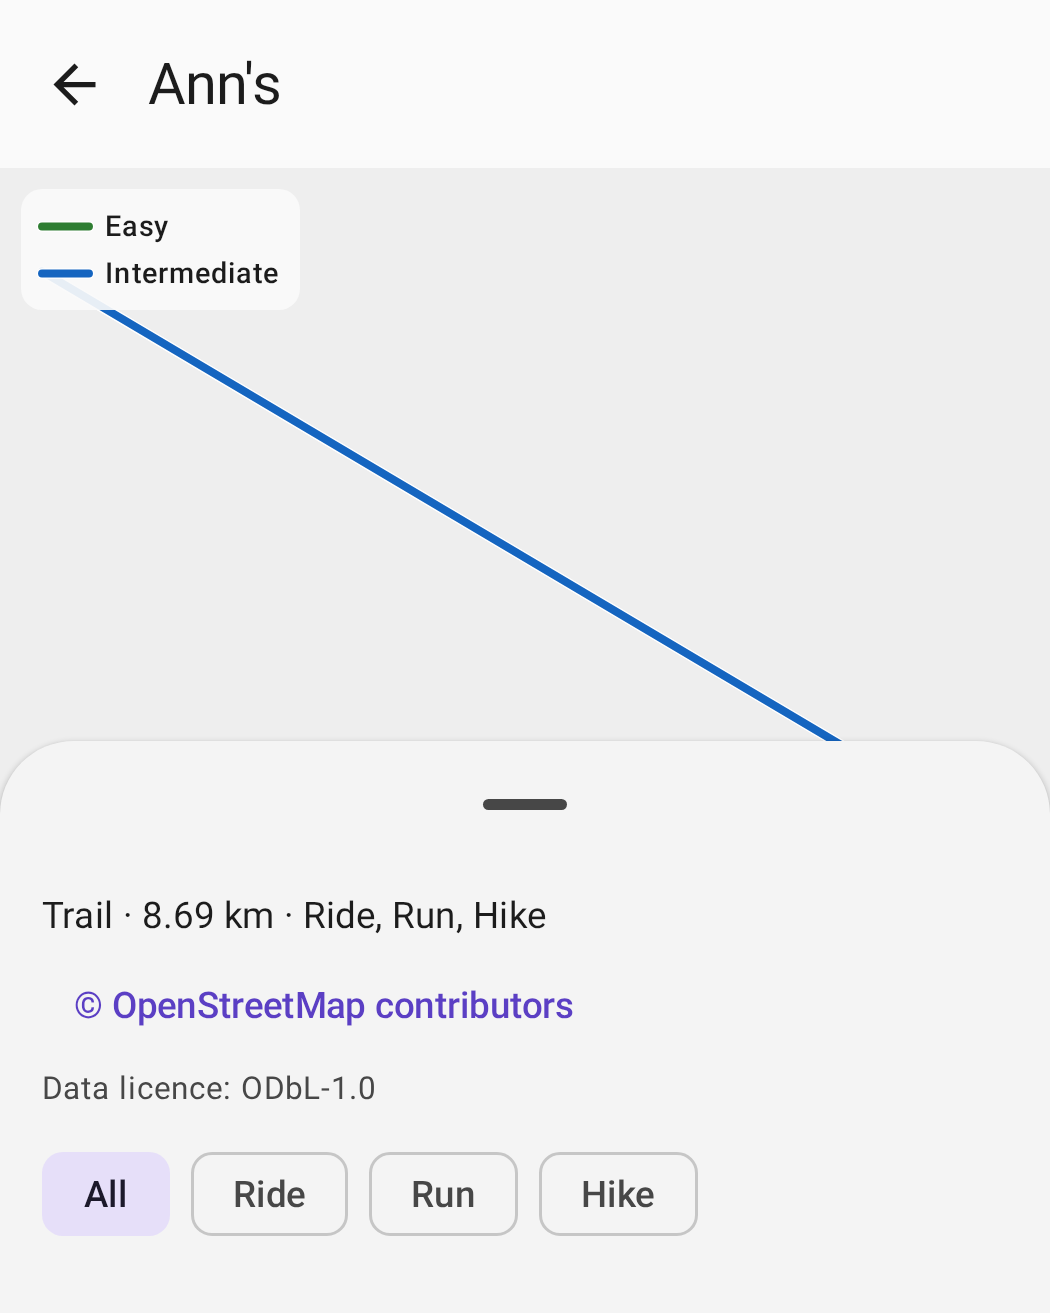 Ann's
Easy
Intermediate
Trail · 8.69 km · Ride, Run, Hike
© OpenStreetMap contributors
Data licence: ODbL-1.0
All
Ride
Run
Hike